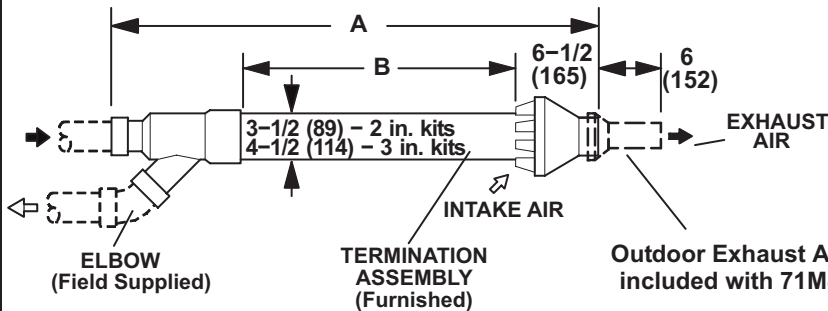 A
B
6−1/2
(165)
6
(152)
3−1/2 (89) − 2 in. kits
4−1/2 (114) − 3 in. kits
EXHAUST
AIR
INTAKE AIR
ELBOW
(Field Supplied)
TERMINATION
ASSEMBLY
(Furnished)
Outdoor Exhaust
included with